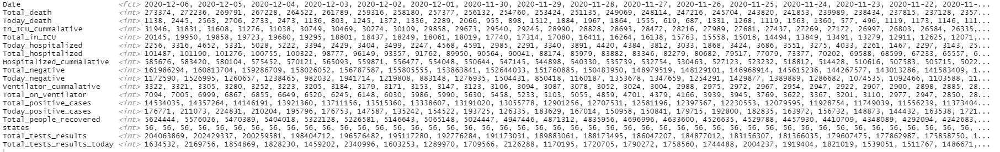 Date <fct> 2020-12-06, 2020-12-05, 2020-12-04, 2020-12-03, 2020-12-02, 2020-12-01, 2020-11-30, 2020-11-29, 2020-11-28, 2020-11-27, 2020-11-26, 2020-11-25, 2020-11-24, 2020-11-23, 2020-11-22, 2020-11-...
Total_death <int> 273374, 272236, 269791, 267228, 264522, 261789, 259316, 258180, 257377, 256132, 254760, 253424, 251135, 249069, 248114, 247216, 245704, 243820, 241853, 239989, 238434, 237815, 237128, 2357...
Today_death <int> 1138, 2445, 2563, 2706, 2733, 2473, 1136, 803, 1245, 1372, 1336, 2289, 2066, 955, 898, 1512, 1884, 1967, 1864, 1555, 619, 687, 1331, 1268, 1119, 1563, 1360, 577, 496, 1119, 1173, 1146, 111...
In_ICU_cummalative <int> 31946, 31831, 31608, 31276, 31038, 30749, 30469, 30274, 30109, 29858, 29673, 29540, 29245, 28990, 28828, 28693, 28472, 28216, 27989, 27681, 27437, 27269, 27172, 26997, 26803, 26584, 26335,...
Total_in_ICU <int> 20145, 19950, 19858, 19723, 19680, 19295, 18801, 18437, 18249, 18061, 18019, 17740, 17314, 17080, 16411, 16264, 16138, 15763, 15558, 15018, 14494, 13849, 13491, 13279, 12911, 12625, 12071,...
Today_hospitalized <int> 2256, 3316, 4652, 5331, 5028, 5222, 3394, 2429, 3404, 3499, 2247, 4568, 4591, 2985, 2291, 3340, 3891, 4420, 4384, 3812, 3033, 1868, 3424, 3686, 3551, 3275, 4033, 2261, 1467, 2297, 3143, 25...
Total_hospitalized <int> 101487, 101190, 101276, 100755, 100322, 98777, 96149, 93357, 91762, 89950, 90564, 90041, 88174, 85979, 83882, 83346, 82279, 80682, 79517, 77079, 73377, 70202, 69588, 68599, 67233, 65557, 6...
Hospitalized_cummalative <int> 585676, 583420, 580104, 575452, 570121, 565093, 559871, 556477, 554048, 550644, 547145, 544898, 540330, 535739, 532754, 530463, 527123, 523232, 518812, 514428, 510616, 507583, 505715, 5022...
Total_negative <int> 161986294, 160813704, 159286709, 158026052, 156787587, 155805555, 153863841, 152644033, 151760885, 150483950, 148979519, 148129101, 146968914, 145615236, 144267577, 143013286, 141583409, 1...
Today_negative <int> 1172590, 1526995, 1260657, 1238465, 982032, 1941714, 1219808, 883148, 1276935, 1504431, 850418, 1160187, 1353678, 1347659, 1254291, 1429877, 1389889, 1286682, 1074535, 1092466, 1103588, 11...
Ventilator_cummalative <int> 3322, 3321, 3305, 3280, 3252, 3223, 3205, 3184, 3179, 3171, 3153, 3147, 3123, 3106, 3094, 3087, 3078, 3052, 3024, 3004, 2988, 2975, 2972, 2967, 2954, 2947, 2922, 2907, 2900, 2898, 2885, 28...
Total_on_ventilator <int> 7094, 7005, 6999, 6867, 6855, 6649, 6520, 6245, 6148, 6030, 5986, 5990, 5630, 5458, 5233, 5103, 5055, 4859, 4701, 4379, 4166, 3939, 3945, 3769, 3622, 3367, 3201, 3110, 2977, 2947, 2850, 28...
Total_positive_cases <int> 14534035, 14357264, 14146191, 13921360, 13711156, 13515360, 13338607, 13191020, 13055778, 12901256, 12707531, 12581196, 12397567, 12230553, 12079595, 11928754, 11749039, 11556239, 11373404...
Today_positive_cases <int> 176771, 211073, 224831, 210204, 195796, 176753, 147587, 135242, 154522, 193725, 126335, 183629, 167014, 150958, 150841, 179715, 192800, 182835, 163972, 156732, 148873, 144432, 163538, 1721...
Total_people_recovered <int> 5624444, 5576026, 5470389, 5404018, 5322128, 5226581, 5146643, 5065148, 5024447, 4947446, 4871312, 4835956, 4696996, 4633600, 4526635, 4529788, 4457930, 4410709, 4348089, 4292094, 4242683,...
states <int> 56, 56, 56, 56, 56, 56, 56, 56, 56, 56, 56, 56, 56, 56, 56, 56, 56, 56, 56, 56, 56, 56, 56, 56, 56, 56, 56, 56, 56, 56, 56, 56, 56, 56, 56, 56, 56, 56, ...
Total_tests_results <int> 204063869, 202429337, 200259581, 198404712, 196576482, 195117280, 192776284, 191173031, 189883061, 188173495, 186047207, 184877012, 183156307, 181366035, 179607475, 177862987, 175858750, 1...
Total_tests_results_today <int> 1634532, 2169756, 1854869, 1828230, 1459202, 2340996, 1603253, 1289970, 1709566, 2126288, 1170195, 1720705, 1790272, 1758560, 1744488, 2004237, 1919404, 1821019, 1539051, 1511767, 1486671,...